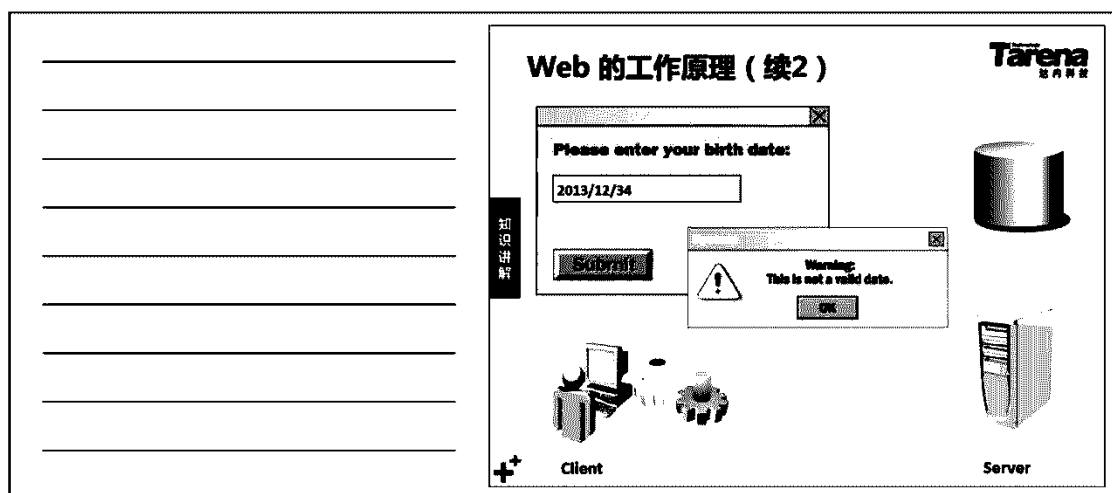 Web 的工作原理（续2）
Technology
Tarena
达内科技
Please enter your birth date:
2013/12/34
Submit
Warning:
This is not a valid date.
OK
知识讲解
Client
Server